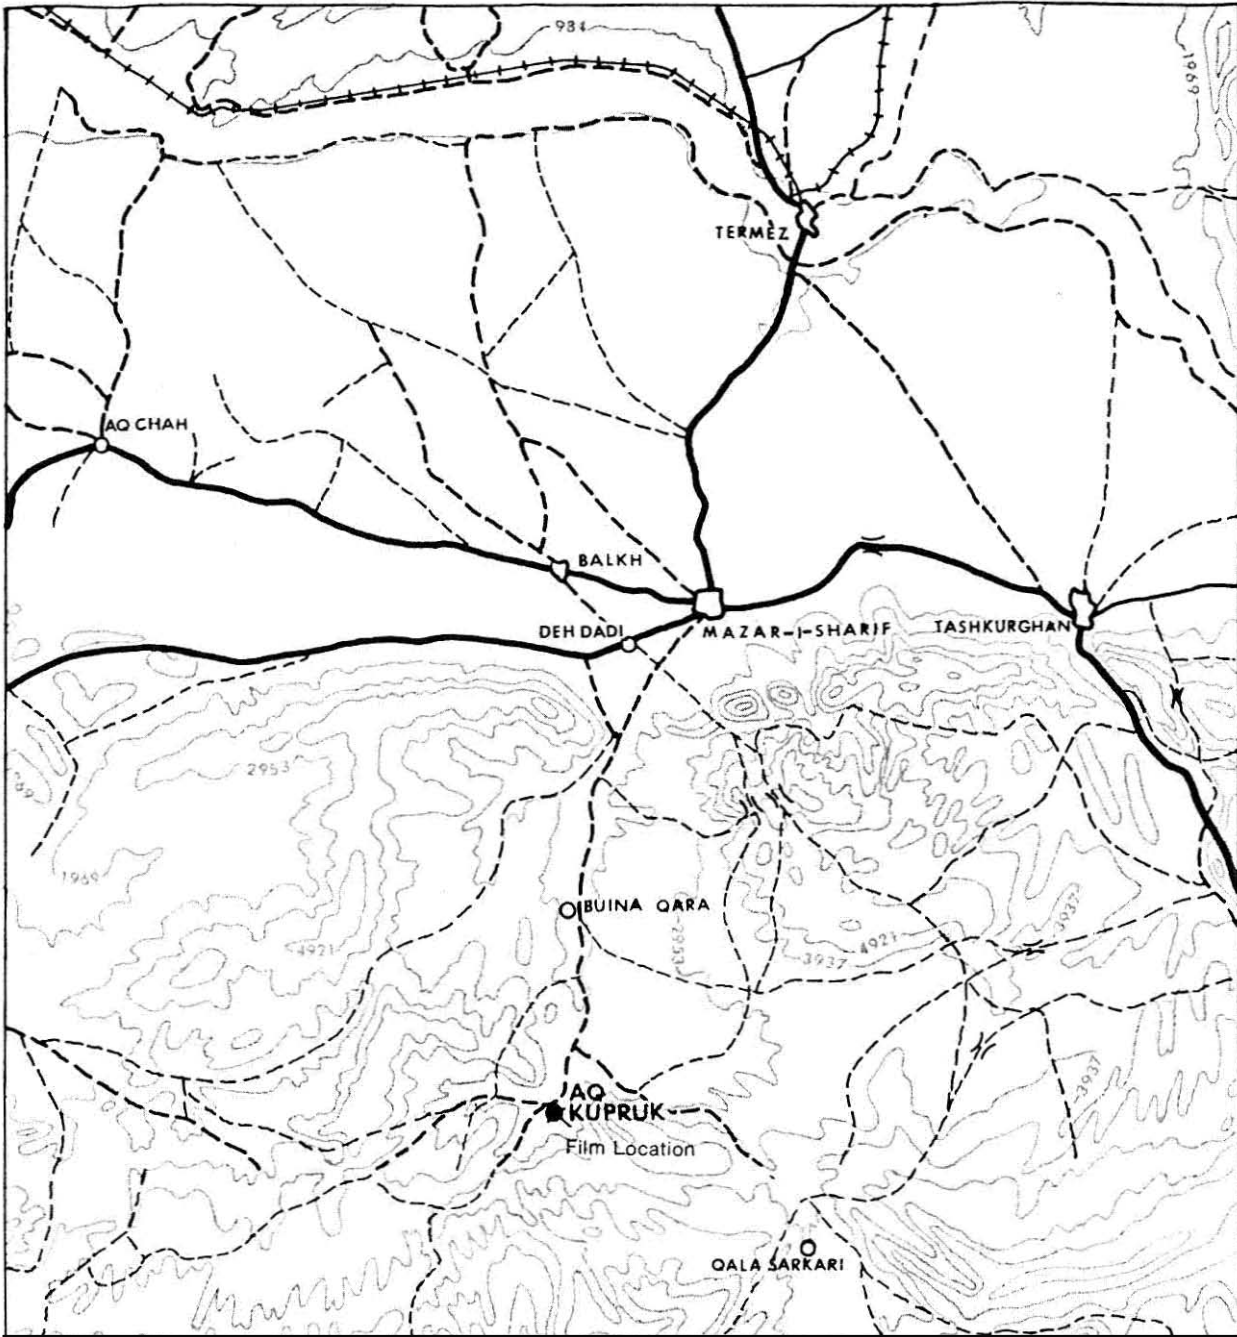 984
1969
TERMEZ
AQ CHAH
BALKH
DEH DADI
MAZAR-I-SHARIF
TASHKURGHAN
2953
1969
BUINA QARA
2953
4921
3937
4921
3937
3937
AQ
KUPRUK
Film Location
QALA SARKARI